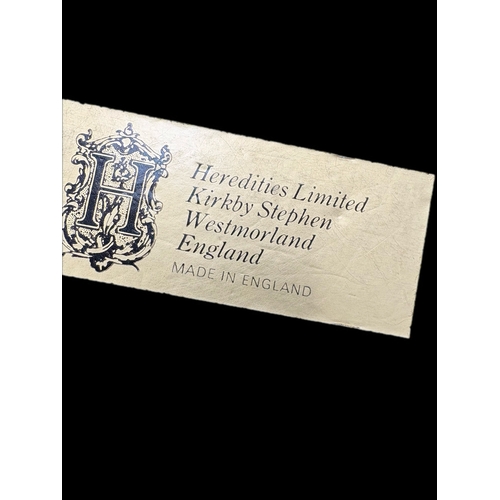 H
Heredities Limited
Kirkby Stephen
Westmorland
England
MADE IN ENGLAND